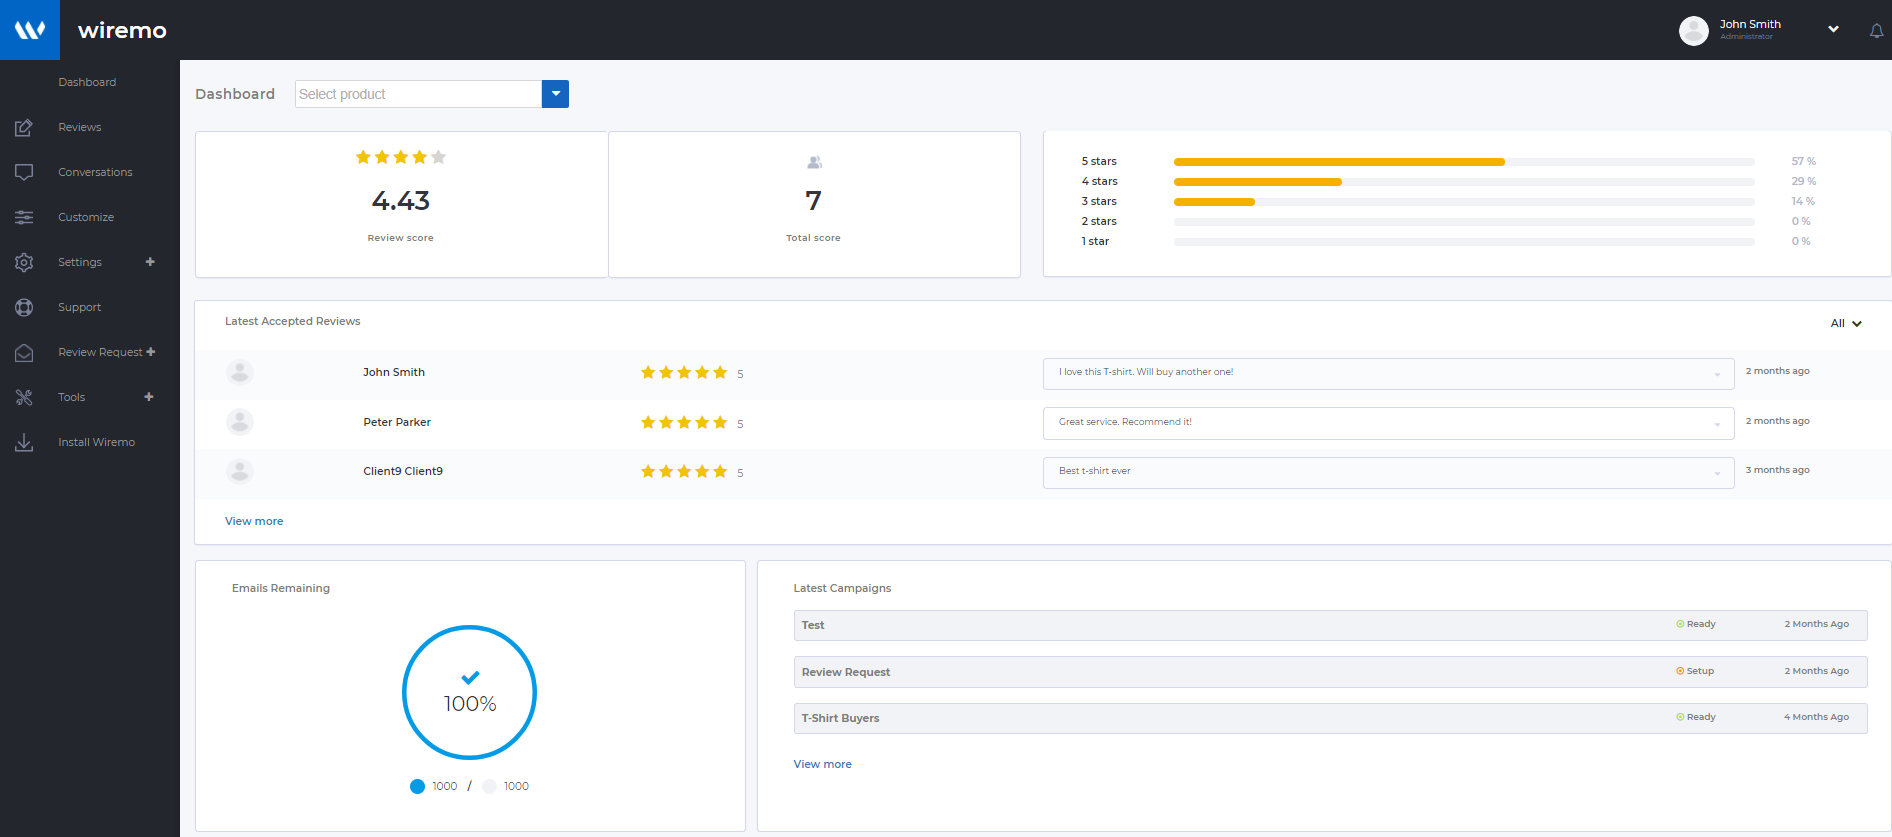 wiremo
John Smith
Administrator
Dashboard
Reviews
Conversations
Customize
Settings
Support
Review Request
Tools
Install Wiremo
Dashboard
Select product
4.43
Review score
7
Total score
5 stars 57 %
4 stars 29 %
3 stars 14 %
2 stars 0 %
1 star 0 %
Latest Accepted Reviews
All
John Smith 5 I love this T-shirt. Will buy another one! 2 months ago
Peter Parker 5 Great service. Recommend it! 2 months ago
Client9 Client9 5 Best t-shirt ever 3 months ago
View more
Emails Remaining
100%
1000 / 1000
Latest Campaigns
Test Ready 2 Months Ago
Review Request Setup 2 Months Ago
T-Shirt Buyers Ready 4 Months Ago
View more